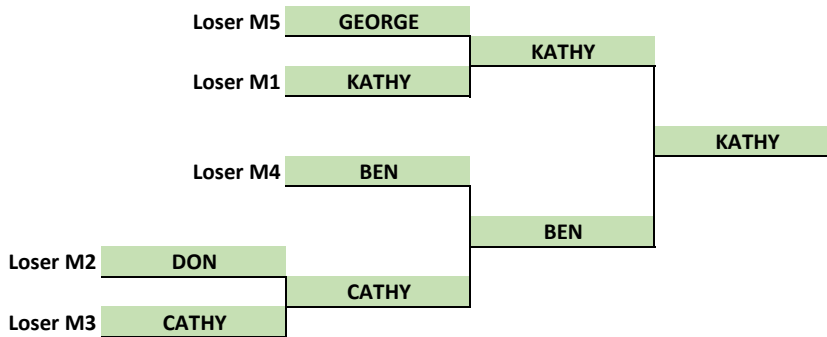 Loser M5 GEORGE
KATHY
Loser M1 KATHY
KATHY
Loser M4 BEN
BEN
Loser M2 DON
CATHY
Loser M3 CATHY